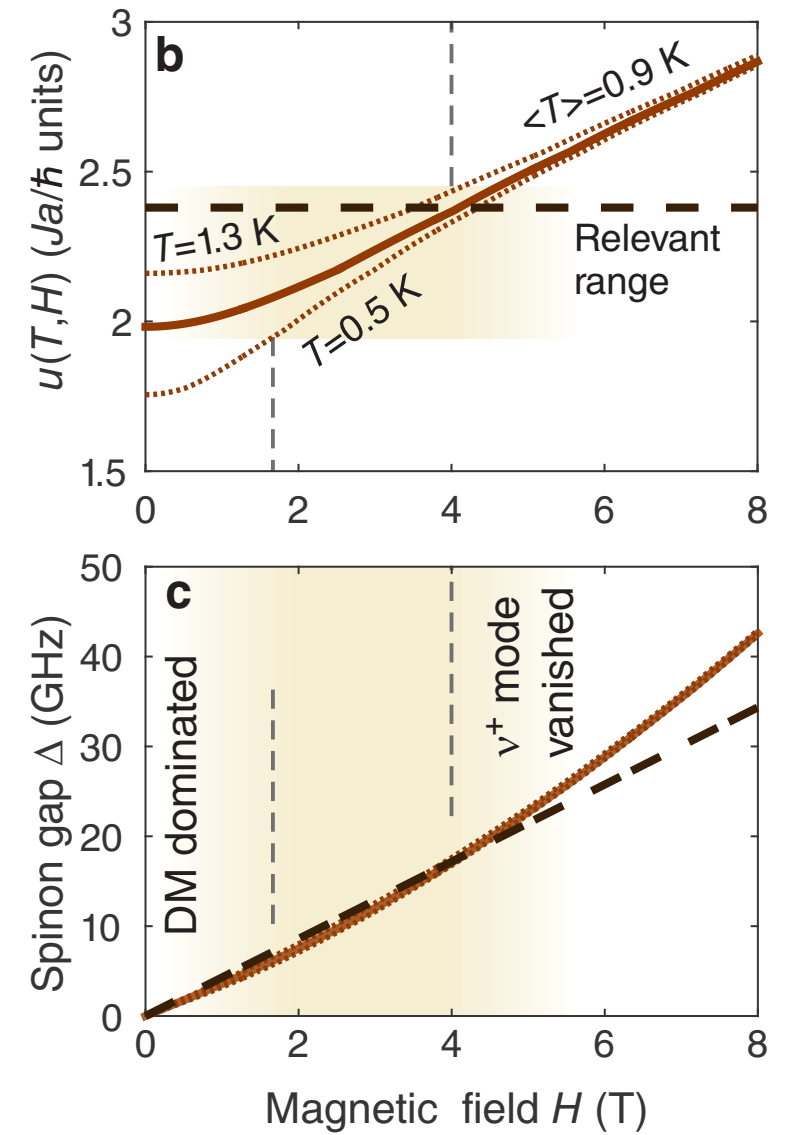 b
3
2.5
2
1.5
u(T,H) (Ja/ħ units)
<T>=0.9 K
T=1.3 K
T=0.5 K
Relevant
range
0
2
4
6
8
c
50
40
30
20
10
0
Spinon gap Δ (GHz)
DM dominated
ν⁺ mode
vanished
0
2
4
6
8
Magnetic field H (T)